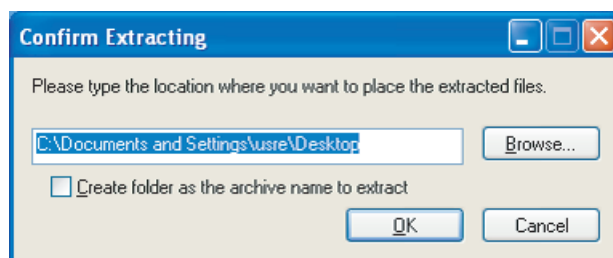 Confirm Extracting
Please type the location where you want to place the extracted files.
C:\Documents and Settings\usre\Desktop
Browse...
Create folder as the archive name to extract
OK
Cancel